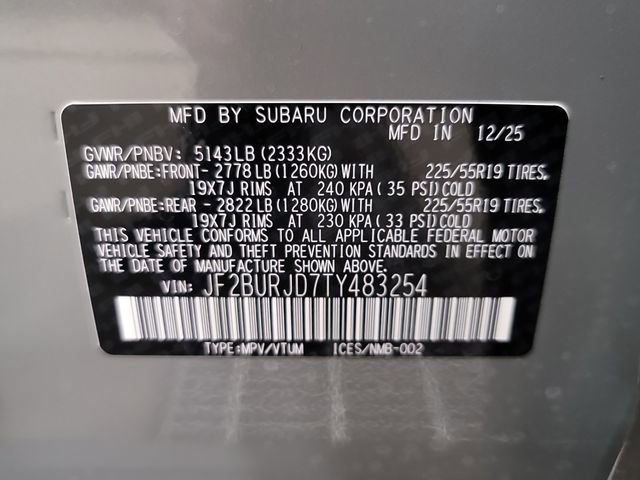 MFD BY SUBARU CORPORATION
MFD IN 12/25
GVWR/PNBV: 5143LB (2333KG)
GAWR/PNBE:FRONT- 2778 LB (1260KG) WITH 225/55R19 TIRES.
19X7J RIMS AT 240 KPA (35 PSI) COLD
GAWR/PNBE:REAR - 2822 LB (1280KG) WITH 225/55R19 TIRES.
19X7J RIMS AT 230 KPA (33 PSI) COLD
THIS VEHICLE CONFORMS TO ALL APPLICABLE FEDERAL MOTOR
VEHICLE SAFETY AND THEFT PREVENTION STANDARDS IN EFFECT
ON THE DATE OF MANUFACTURE SHOWN ABOVE.
VIN: JF2BURJD7TY483254
TYPE:MPV/VTUM ICES/NMB-002